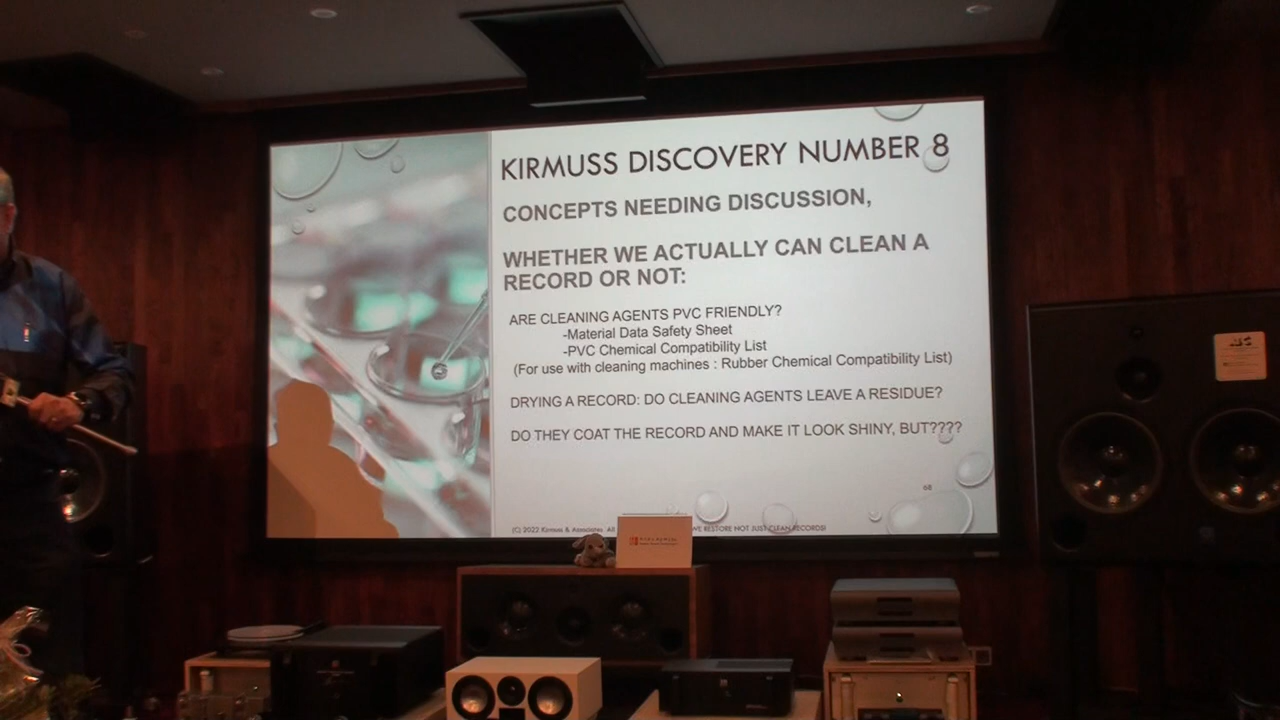 KIRMUSS DISCOVERY NUMBER 8
CONCEPTS NEEDING DISCUSSION,
WHETHER WE ACTUALLY CAN CLEAN A
RECORD OR NOT:
ARE CLEANING AGENTS PVC FRIENDLY?
-Material Data Safety Sheet
-PVC Chemical Compatibility List
(For use with cleaning machines : Rubber Chemical Compatibility List)
DRYING A RECORD: DO CLEANING AGENTS LEAVE A RESIDUE?
DO THEY COAT THE RECORD AND MAKE IT LOOK SHINY, BUT????
68
(C) 2022 Kirmuss & Associates All WE RESTORE NOT JUST CLEAN RECORDS!